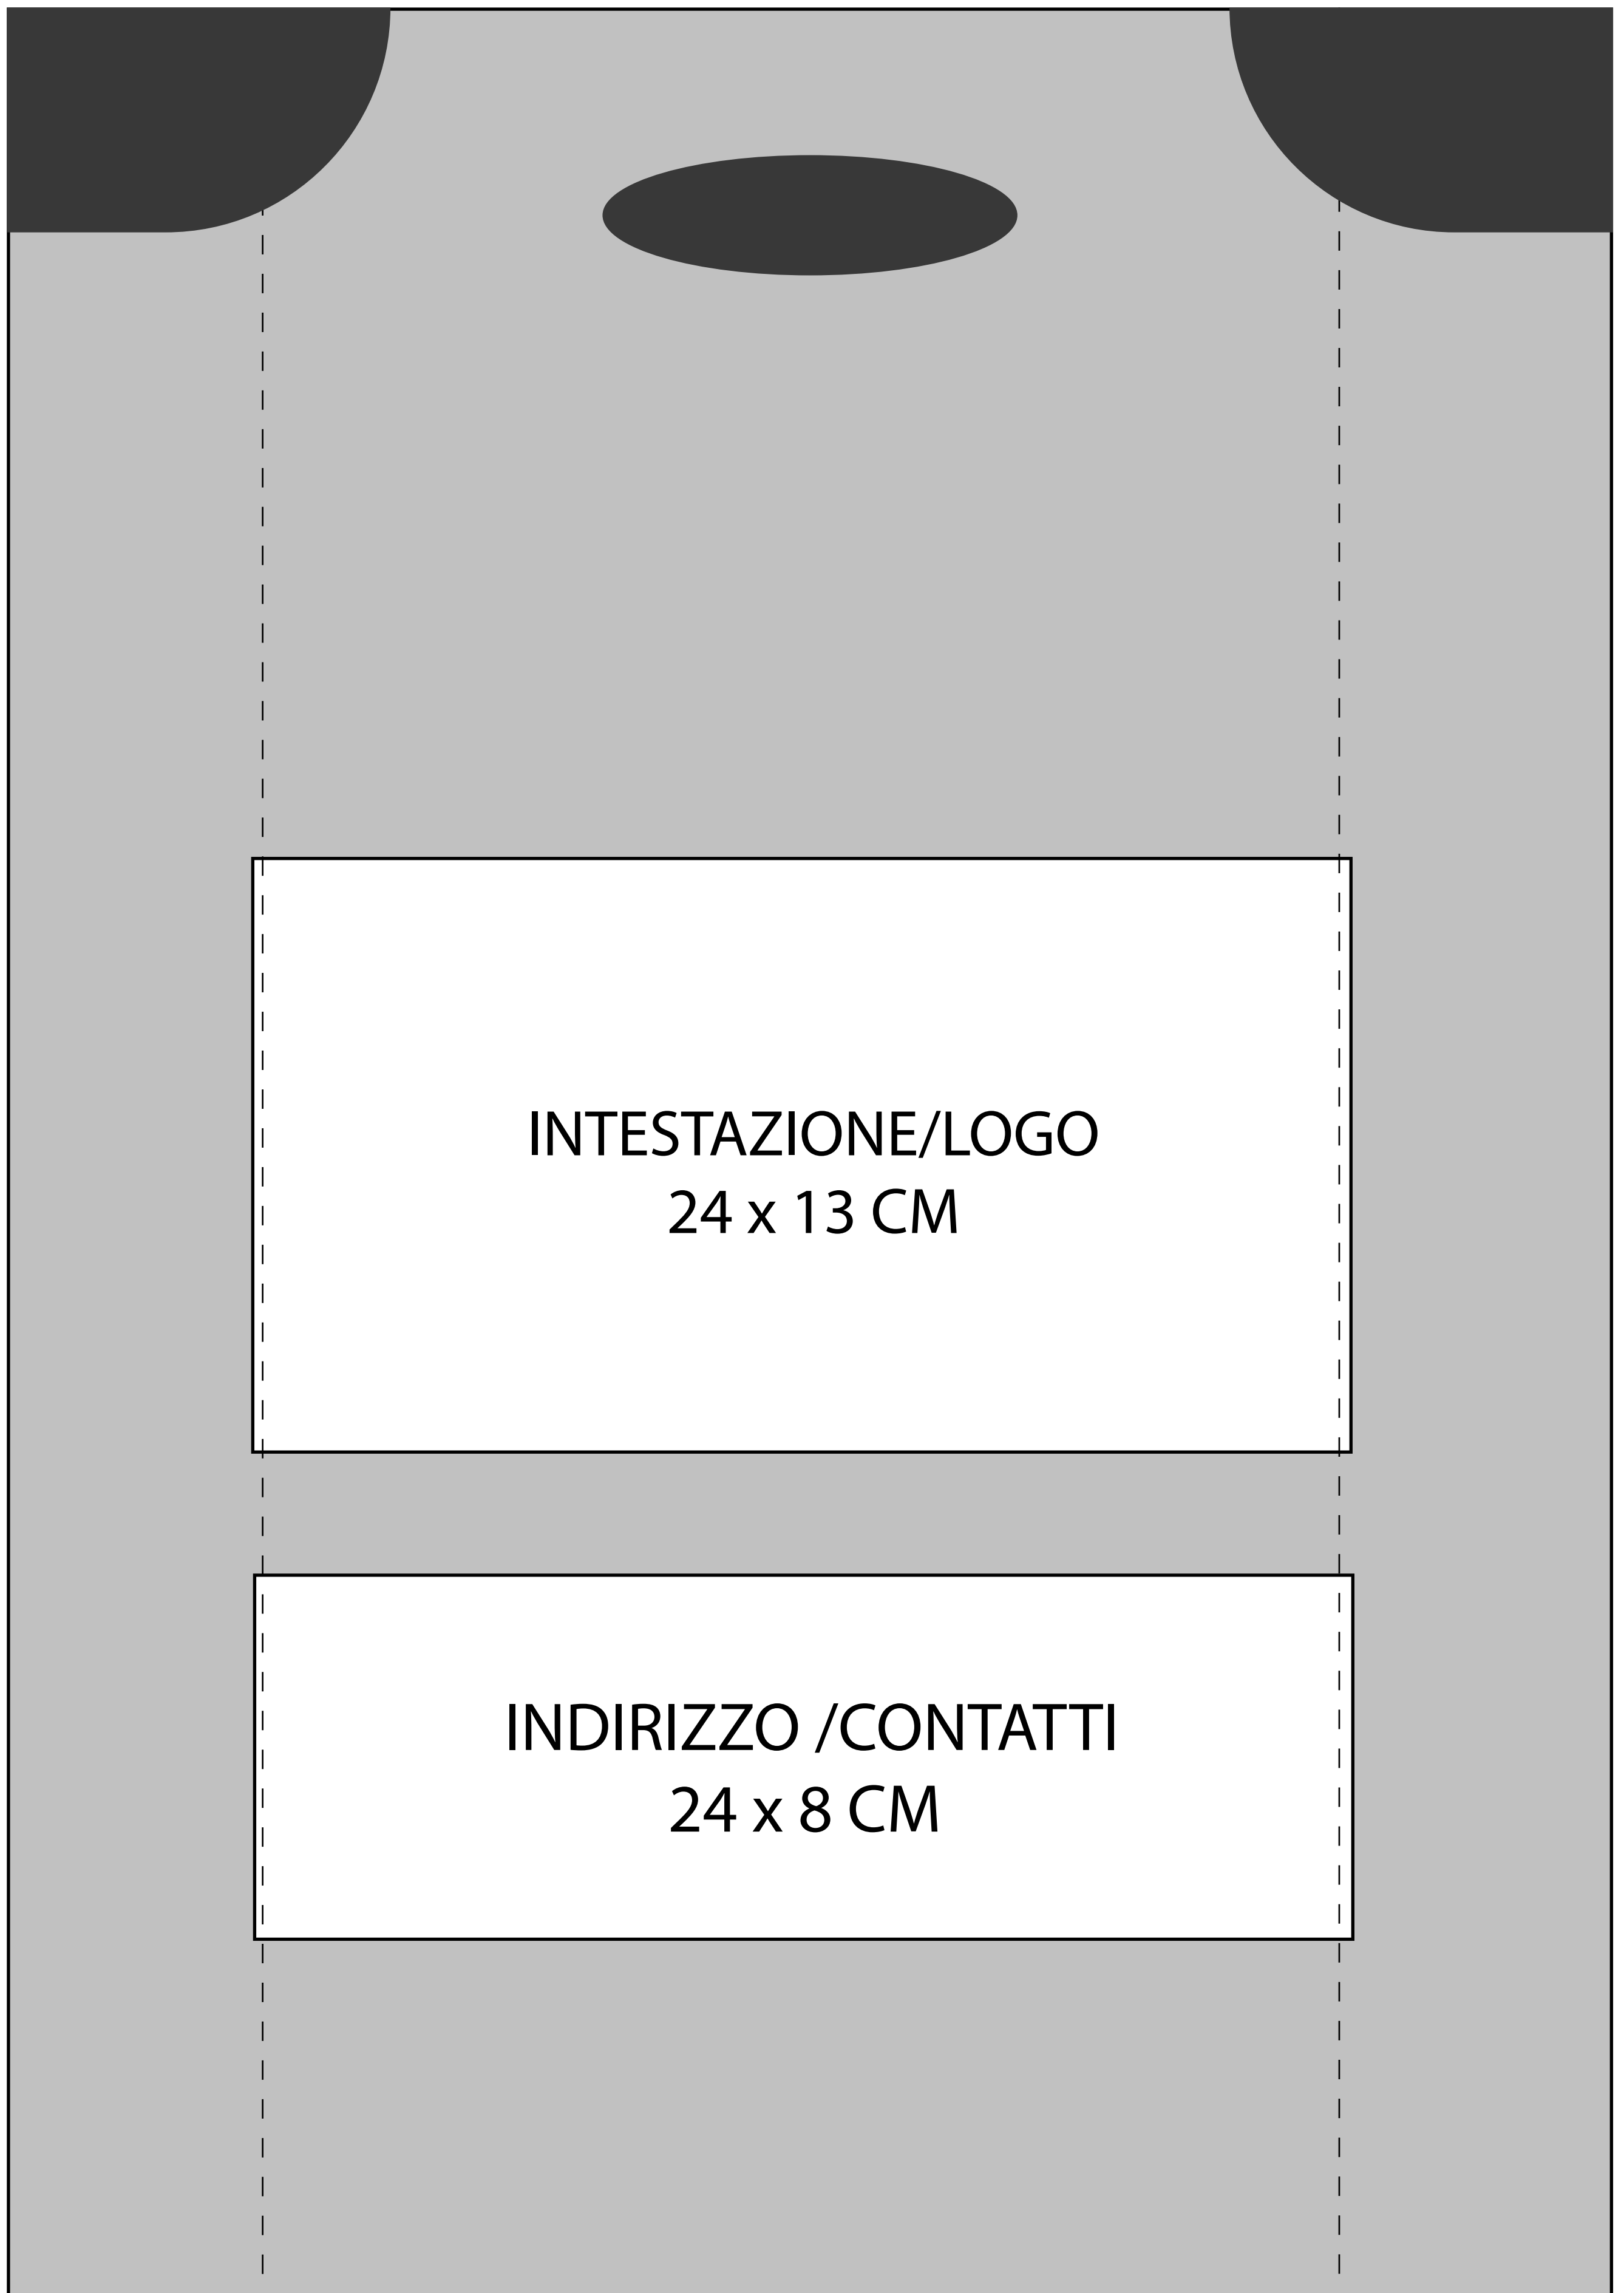 INTESTAZIONE/LOGO
24 x 13 CM
INDIRIZZO /CONTATTI
24 x 8 CM